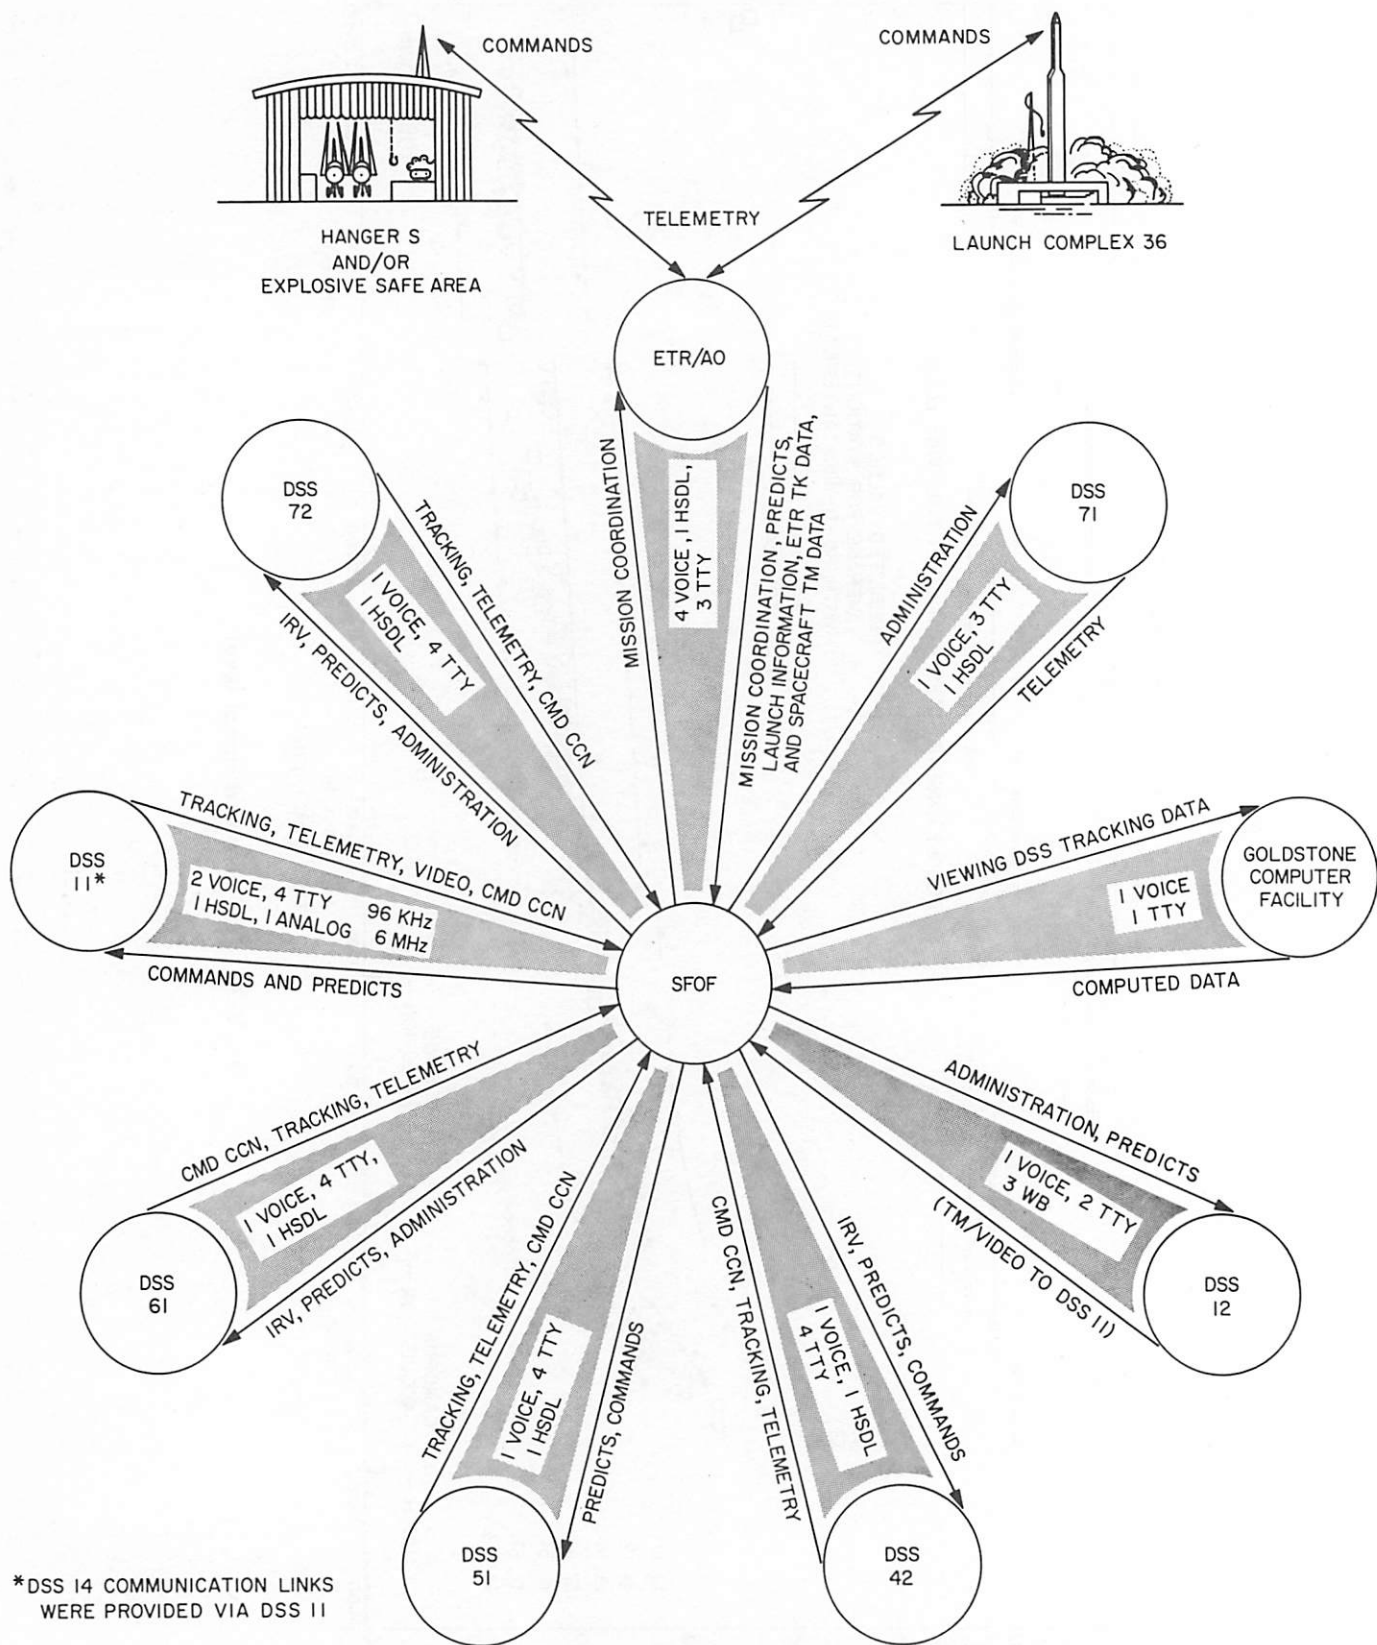 COMMANDS
COMMANDS
TELEMETRY
HANGER S
AND/OR
EXPLOSIVE SAFE AREA
LAUNCH COMPLEX 36
ETR/AO
MISSION COORDINATION
4 VOICE, 1 HSDL,
3 TTY
MISSION COORDINATION, PREDICTS,
LAUNCH INFORMATION, ETR TK DATA,
AND SPACECRAFT TM DATA
DSS
72
TRACKING, TELEMETRY, CMD CCN
1 VOICE, 4 TTY
1 HSDL
IRV, PREDICTS, ADMINISTRATION
DSS
71
ADMINISTRATION
1 VOICE, 3 TTY
1 HSDL
TELEMETRY
DSS
11*
TRACKING, TELEMETRY, VIDEO, CMD CCN
2 VOICE, 4 TTY 96 KHz
1 HSDL, 1 ANALOG 6 MHz
COMMANDS AND PREDICTS
SFOF
VIEWING DSS TRACKING DATA
1 VOICE
1 TTY
COMPUTED DATA
GOLDSTONE
COMPUTER
FACILITY
CMD CCN, TRACKING, TELEMETRY
1 VOICE, 4 TTY,
1 HSDL
IRV, PREDICTS, ADMINISTRATION
DSS
61
TRACKING, TELEMETRY, CMD CCN
1 VOICE, 4 TTY
1 HSDL
PREDICTS, COMMANDS
DSS
51
CMD CCN, TRACKING, TELEMETRY
1 VOICE, 1 HSDL
4 TTY
IRV, PREDICTS, COMMANDS
DSS
42
ADMINISTRATION, PREDICTS
1 VOICE, 2 TTY
3 WB
(TM/VIDEO TO DSS 11)
DSS
12
*DSS 14 COMMUNICATION LINKS
WERE PROVIDED VIA DSS 11